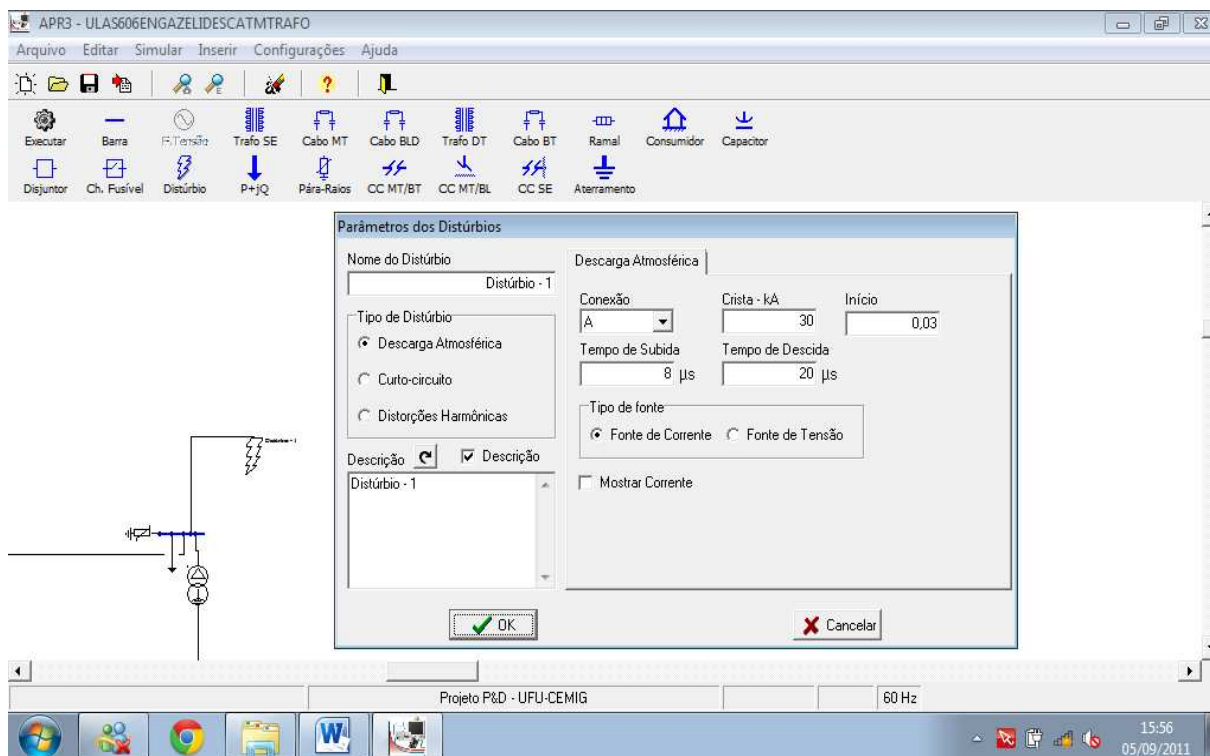 APR3 - ULAS606ENGAZELIDESCATMTRAFO
Arquivo Editar Simular Inserir Configurações Ajuda
Executar Barra F.Tensão Trafo SE Cabo MT Cabo BLD Trafo DT Cabo BT Ramal Consumidor Capacitor
Disjuntor Ch. Fusível Distúrbio P+jQ Pára-Raios CC MT/BT CC MT/BL CC SE Aterramento
Parâmetros dos Distúrbios
Nome do Distúrbio
Distúrbio - 1
Tipo de Distúrbio
Descarga Atmosférica
Curto-circuito
Distorções Harmônicas
Descrição Descrição
Distúrbio - 1
Descarga Atmosférica
Conexão Crista - kA Início
A 30 0,03
Tempo de Subida Tempo de Descida
8 µs 20 µs
Tipo de fonte
Fonte de Corrente Fonte de Tensão
Mostrar Corrente
OK Cancelar
Distúrbio - 1
Projeto P&D - UFU-CEMIG 60 Hz
15:56
05/09/2011